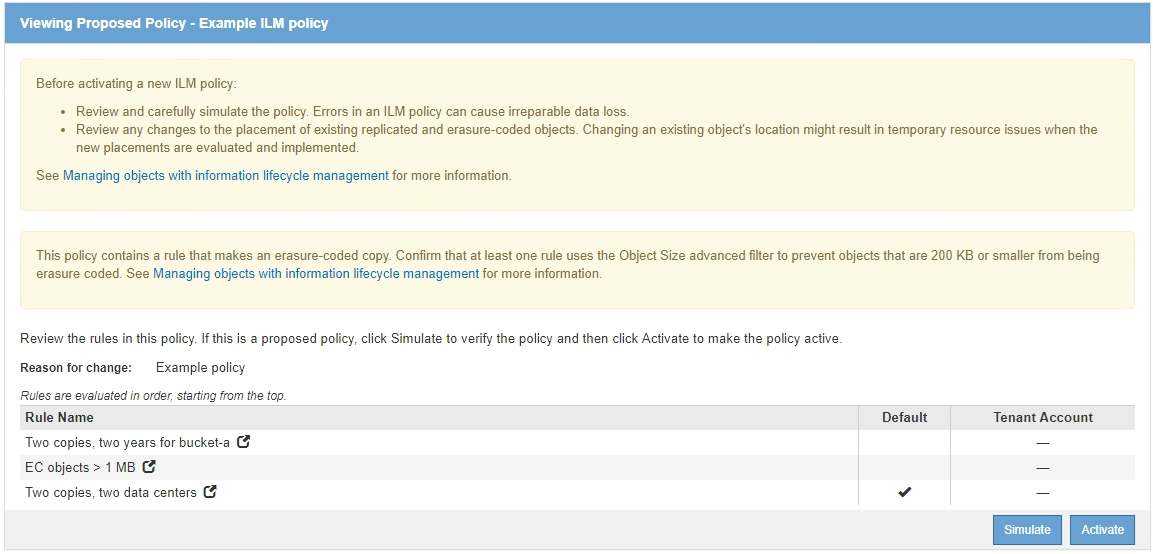 Viewing Proposed Policy - Example ILM policy
Before activating a new ILM policy:
• Review and carefully simulate the policy. Errors in an ILM policy can cause irreparable data loss.
• Review any changes to the placement of existing replicated and erasure-coded objects. Changing an existing object's location might result in temporary resource issues when the
new placements are evaluated and implemented.
See Managing objects with information lifecycle management for more information.
This policy contains a rule that makes an erasure-coded copy. Confirm that at least one rule uses the Object Size advanced filter to prevent objects that are 200 KB or smaller from being
erasure coded. See Managing objects with information lifecycle management for more information.
Review the rules in this policy. If this is a proposed policy, click Simulate to verify the policy and then click Activate to make the policy active.
Reason for change: Example policy
Rules are evaluated in order, starting from the top.
Rule Name Default Tenant Account
Two copies, two years for bucket-a —
EC objects > 1 MB —
Two copies, two data centers ✔ —
Simulate Activate